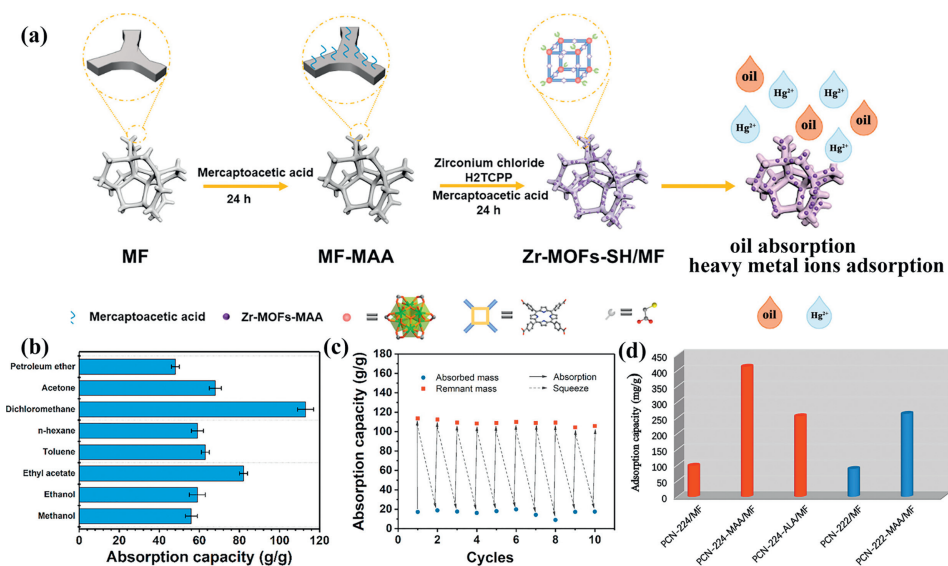 (a)
oil
Hg2+
Hg2+
Hg2+
oil
oil
Hg2+
Mercaptoacetic acid
24 h
Zirconium chloride
H2TCPP
Mercaptoacetic acid
24 h
MF
MF-MAA
Zr-MOFs-SH/MF
oil absorption
heavy metal ions adsorption
Mercaptoacetic acid
Zr-MOFs-MAA
=
=
=
oil
Hg2+
(b)
Petroleum ether
Acetone
Dichloromethane
n-hexane
Toluene
Ethyl acetate
Ethanol
Methanol
0 20 40 60 80 100 120
Absorption capacity (g/g)
(c)
Absorption capacity (g/g)
180
160
140
120
100
80
60
40
20
0
Absorbed mass
Remnant mass
Absorption
Squeeze
0 2 4 6 8 10
Cycles
(d)
Adsorption capacity (mg/g)
450
400
350
300
250
200
150
100
50
0
PCN-224/MF
PCN-224-MAA/MF
PCN-224-ALA/MF
PCN-222/MF
PCN-222-MAA/MF